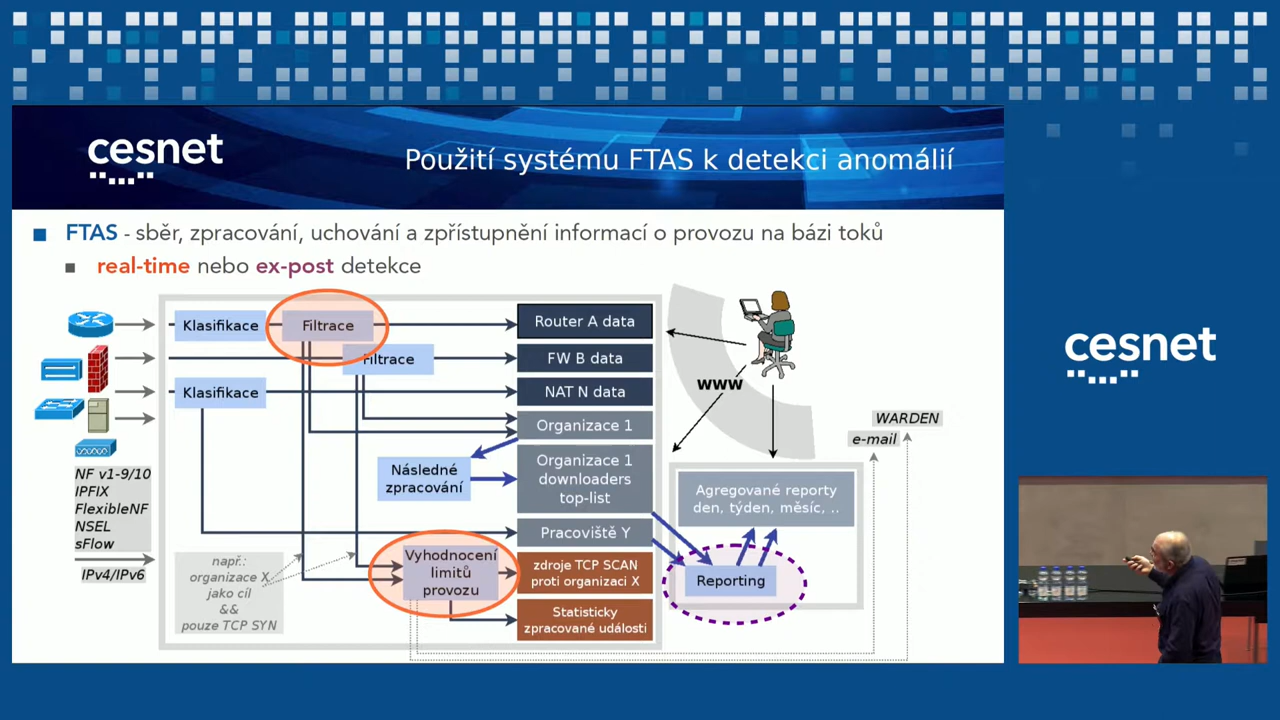 cesnet
Použití systému FTAS k detekci anomálií
FTAS - sběr, zpracování, uchování a zpřístupnění informací o provozu na bázi toků
real-time nebo ex-post detekce
Klasifikace
Filtrace
Router A data
Filtrace
FW B data
Klasifikace
NAT N data
www
Organizace 1
WARDEN
e-mail
Následné
zpracování
Organizace 1
downloaders
top-list
Agregované reporty
den, týden, měsíc, ..
NF v1-9/10
IPFIX
FlexibleNF
NSEL
sFlow
IPv4/IPv6
Pracoviště Y
např.:
organizace X
jako cíl
&&
pouze TCP SYN
Vyhodnocení
limitů
provozu
zdroje TCP SCAN
proti organizaci X
Reporting
Statisticky
zpracované události
cesnet